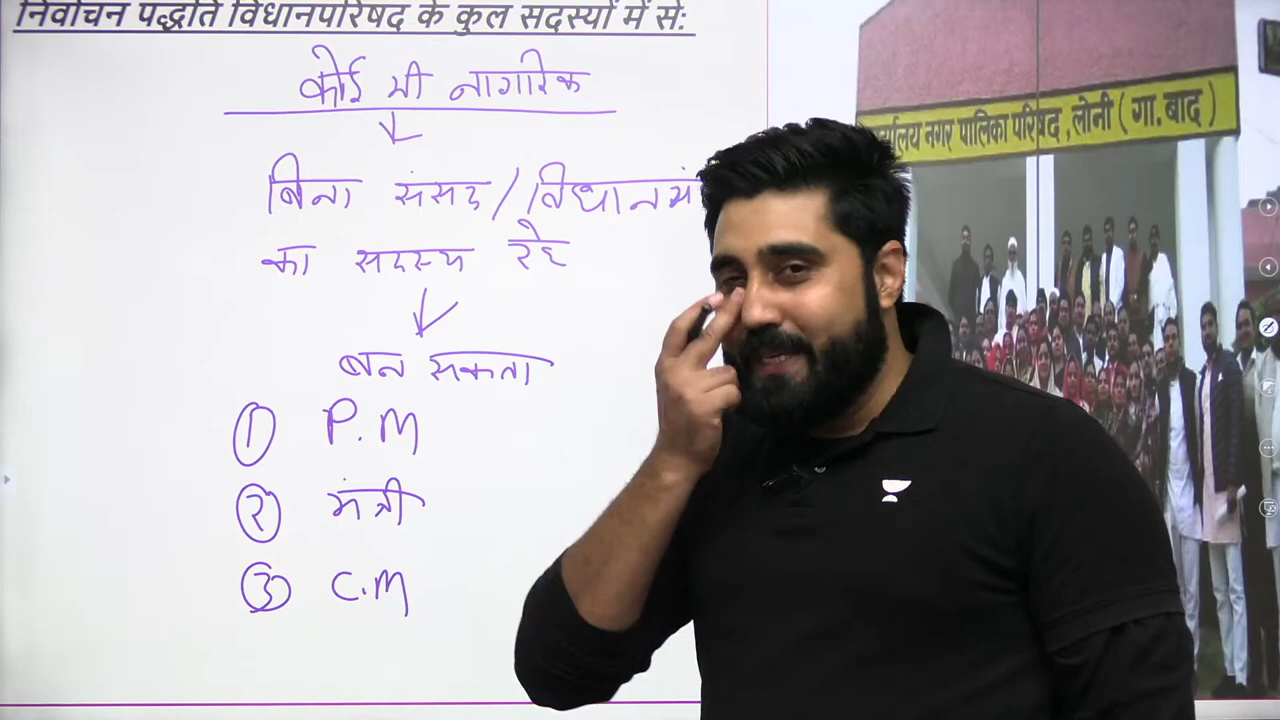 निर्वाचन पद्धति विधानपरिषद के कुल सदस्यों में से:
कोई भी नागरिक
बिना संसद/विधानमं
का सदस्य रहे
बन सकता
① P.M
② मंत्री
③ C.M
र्यालय नगर पालिका परिषद ,लोनी ( गा.बाद )